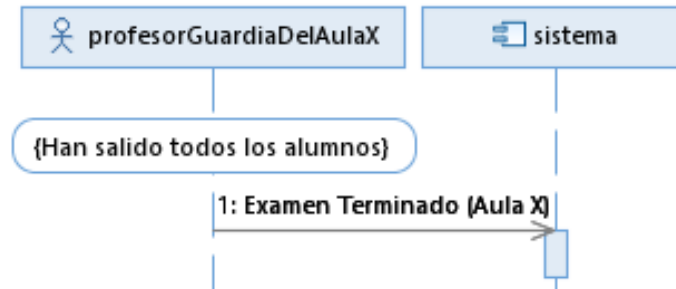 profesorGuardiaDelAulaX
sistema
{Han salido todos los alumnos}
1: Examen Terminado (Aula X)